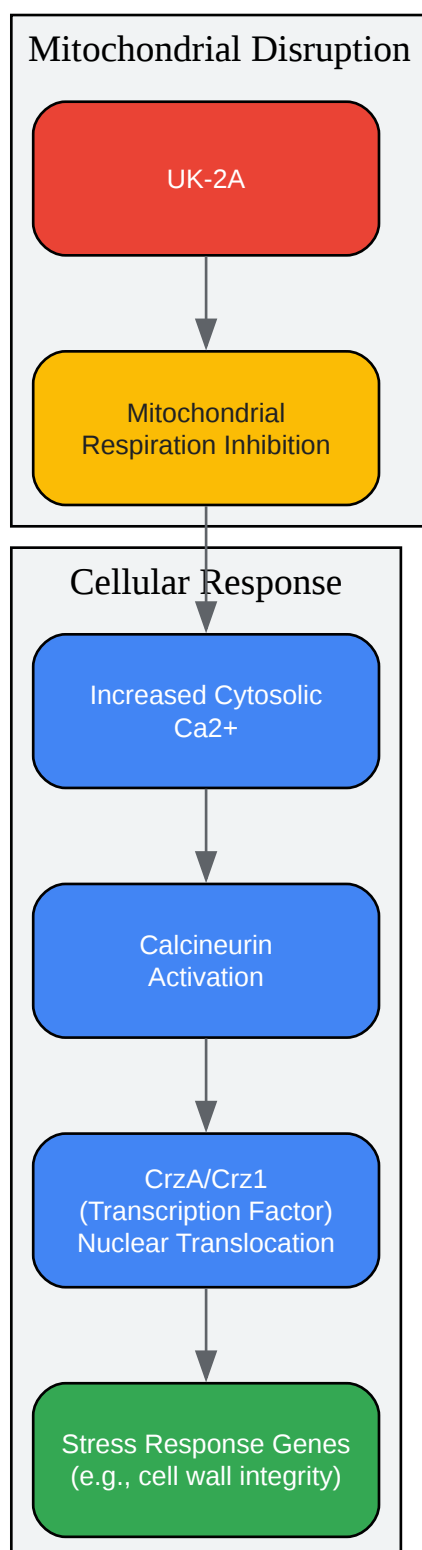 Mitochondrial Disruption
UK-2A
Mitochondrial
Respiration Inhibition
Cellular Response
Increased Cytosolic
Ca2+
Calcineurin
Activation
CrzA/Crz1
(Transcription Factor)
Nuclear Translocation
Stress Response Genes
(e.g., cell wall integrity)